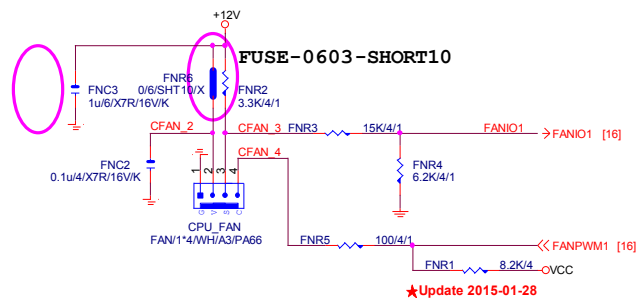 +12V
FUSE-0603-SHORT10
FNR6
0/6/SHT10/X
FNC3
1u/6/X7R/16V/K
FNR2
3.3K/4/1
CFAN_2
CFAN_3
FNR3
15K/4/1
FANIO1
FANIO1 [16]
CFAN_4
FNC2
0.1u/4/X7R/16V/K
FNR4
6.2K/4/1
1
2
3
4
G
V
S
C
CPU_FAN
FAN/1*4/WH/A3/PA66
FNR5
100/4/1
FANPWM1 [16]
FNR1
8.2K/4
VCC
★Update 2015-01-28